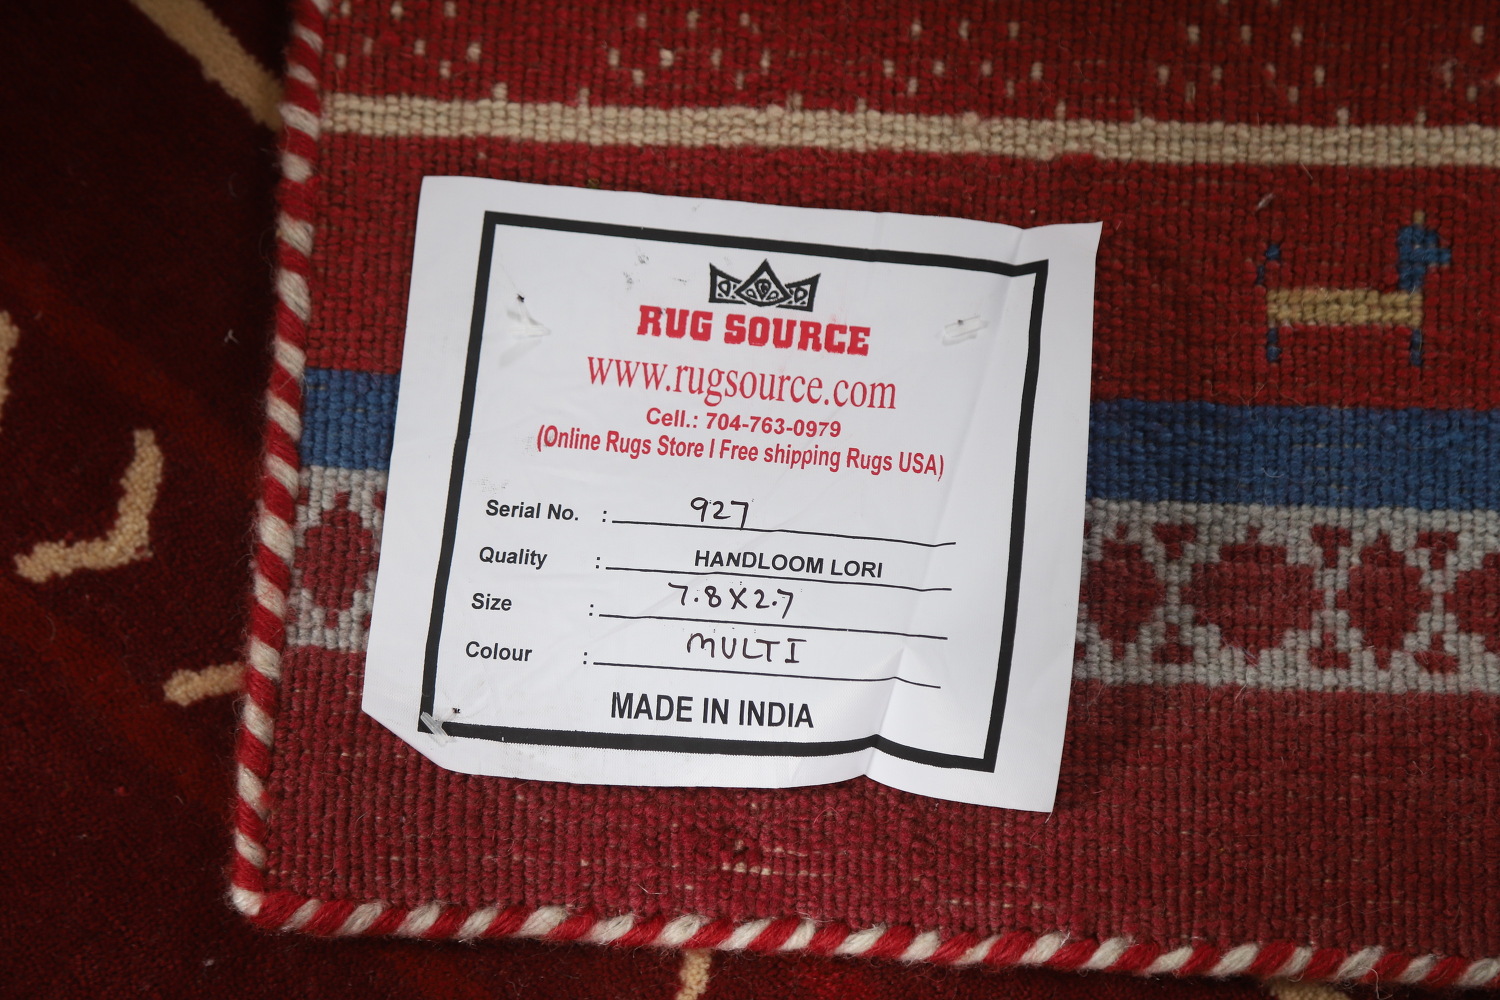 RUG SOURCE
www.rugsource.com
Cell.: 704-763-0979
(Online Rugs Store I Free shipping Rugs USA)
Serial No. : 927
Quality : HANDLOOM LORI
Size : 7.8X2.7
Colour : MULTI
MADE IN INDIA